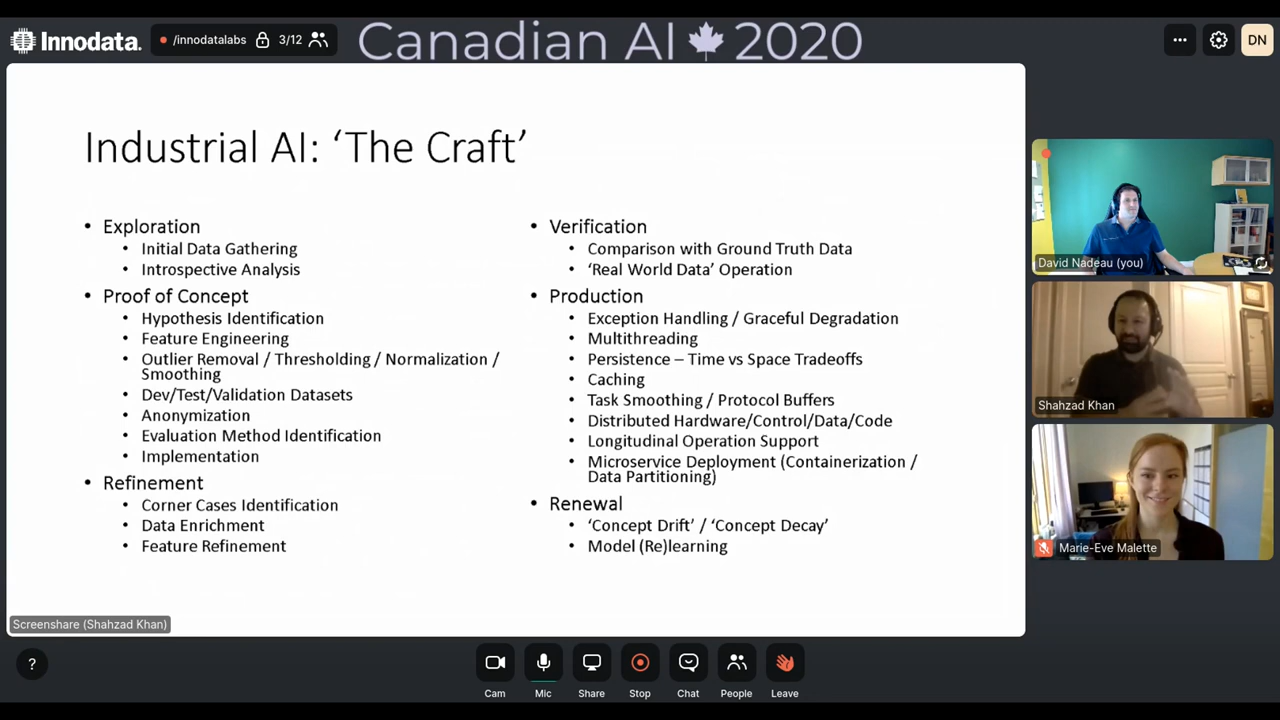 Innodata.
/innodatalabs
3/12
Canadian AI 2020
DN
Industrial AI: ‘The Craft’
• Exploration
• Initial Data Gathering
• Introspective Analysis
• Proof of Concept
• Hypothesis Identification
• Feature Engineering
• Outlier Removal / Thresholding / Normalization /
Smoothing
• Dev/Test/Validation Datasets
• Anonymization
• Evaluation Method Identification
• Implementation
• Refinement
• Corner Cases Identification
• Data Enrichment
• Feature Refinement
• Verification
• Comparison with Ground Truth Data
• ‘Real World Data’ Operation
• Production
• Exception Handling / Graceful Degradation
• Multithreading
• Persistence – Time vs Space Tradeoffs
• Caching
• Task Smoothing / Protocol Buffers
• Distributed Hardware/Control/Data/Code
• Longitudinal Operation Support
• Microservice Deployment (Containerization /
Data Partitioning)
• Renewal
• ‘Concept Drift’ / ‘Concept Decay’
• Model (Re)learning
Screenshare (Shahzad Khan)
David Nadeau (you)
Shahzad Khan
Marie-Eve Malette
?
Cam
Mic
Share
Stop
Chat
People
Leave